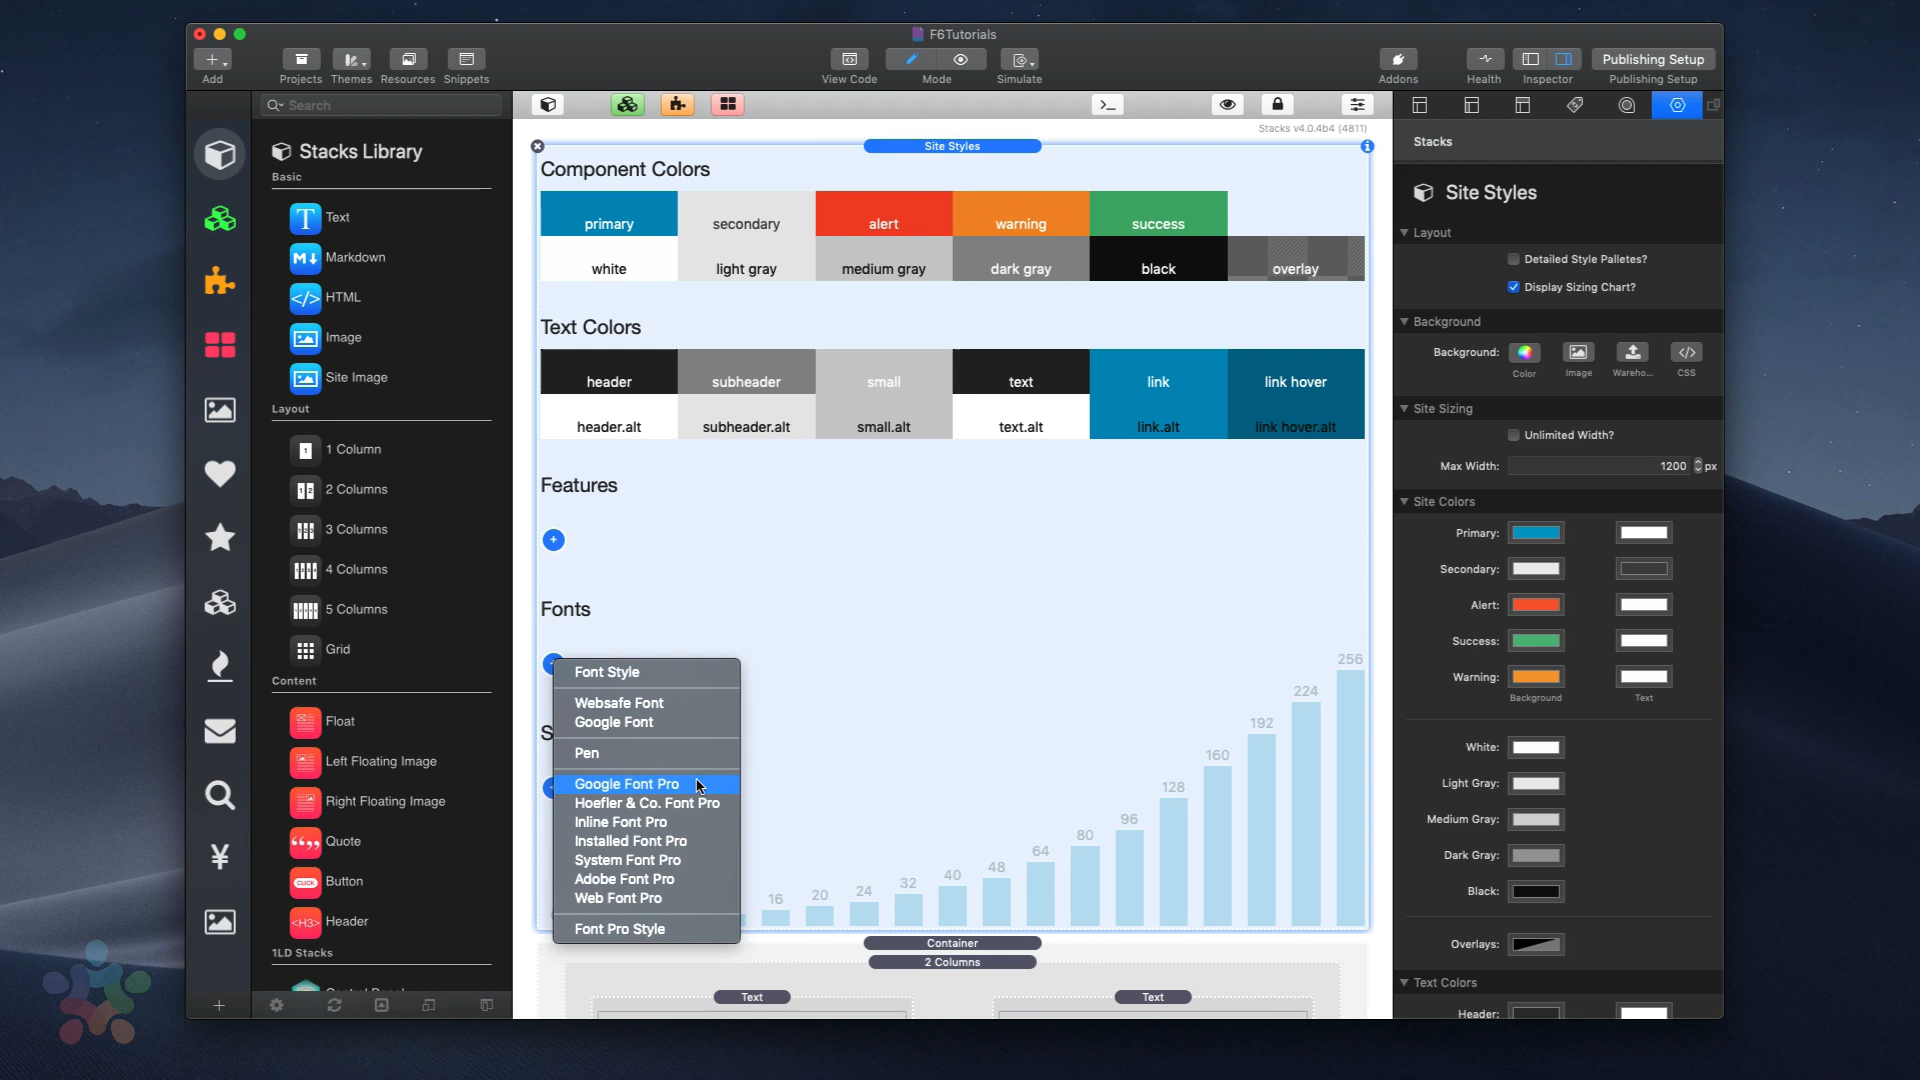 F6Tutorials
Add
Projects
Themes
Resources
Snippets
View Code
Mode
Simulate
Addons
Health
Inspector
Publishing Setup
Publishing Setup
Search
Stacks Library
Basic
Text
Markdown
HTML
Image
Site Image
Layout
1 Column
2 Columns
3 Columns
4 Columns
5 Columns
Grid
Content
Float
Left Floating Image
Right Floating Image
Quote
Button
Header
1LD Stacks
Stacks v4.0.4b4 (4811)
Site Styles
Component Colors
primary secondary alert warning success
white light gray medium gray dark gray black overlay
Text Colors
header subheader small text link link hover
header.alt subheader.alt small.alt text.alt link.alt link hover.alt
Features
Fonts
S
Font Style
Websafe Font
Google Font
Pen
Google Font Pro
Hoefler & Co. Font Pro
Inline Font Pro
Installed Font Pro
System Font Pro
Adobe Font Pro
Web Font Pro
Font Pro Style
16 20 24 32 40 48 64 80 96 128 160 192 224 256
Container
2 Columns
Text
Text
Stacks
Site Styles
Layout
Detailed Style Palletes?
Display Sizing Chart?
Background
Background:
Color
Image
Wareho...
CSS
Site Sizing
Unlimited Width?
Max Width: 1200 px
Site Colors
Primary:
Secondary:
Alert:
Success:
Warning:
Background Text
White:
Light Gray:
Medium Gray:
Dark Gray:
Black:
Overlays:
Text Colors
Header: